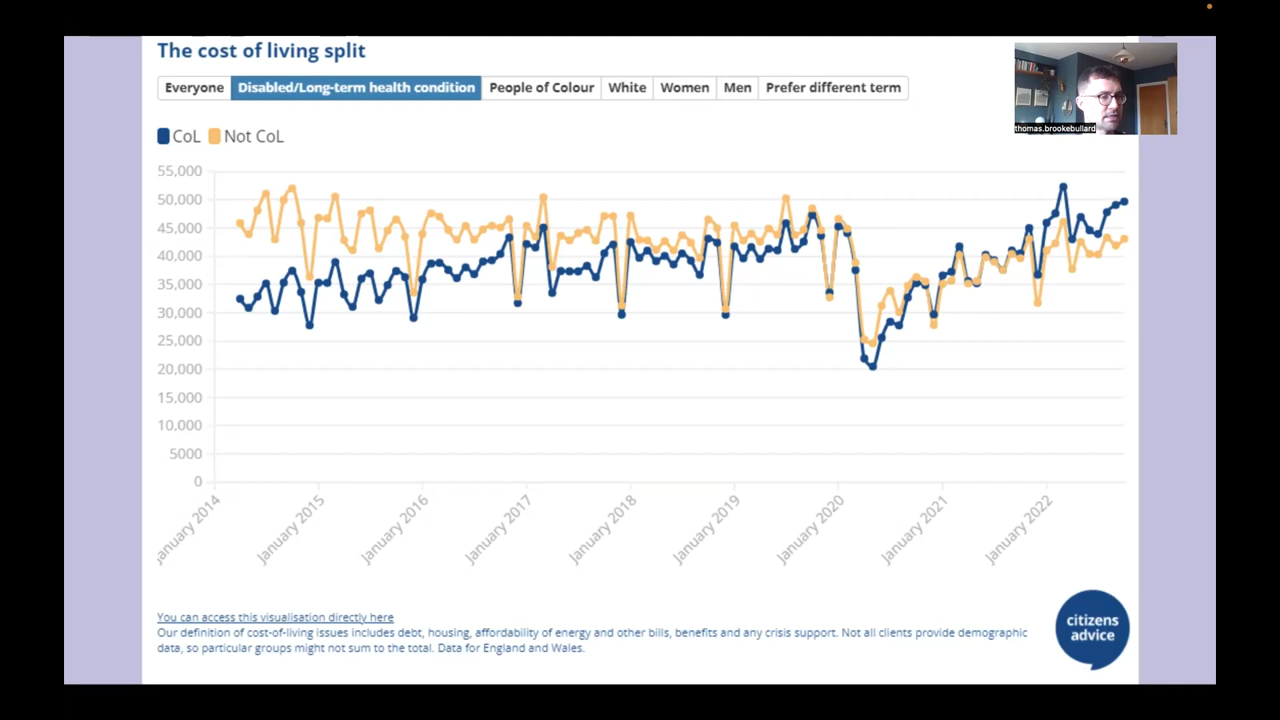 The cost of living split
Everyone Disabled/Long-term health condition People of Colour White Women Men Prefer different term
thomas.brookebullard
CoL Not CoL
55,000
50,000
45,000
40,000
35,000
30,000
25,000
20,000
15,000
10,000
5000
0
January 2014 January 2015 January 2016 January 2017 January 2018 January 2019 January 2020 January 2021 January 2022
You can access this visualisation directly here
Our definition of cost-of-living issues includes debt, housing, affordability of energy and other bills, benefits and any crisis support. Not all clients provide demographic
data, so particular groups might not sum to the total. Data for England and Wales.
citizens
advice